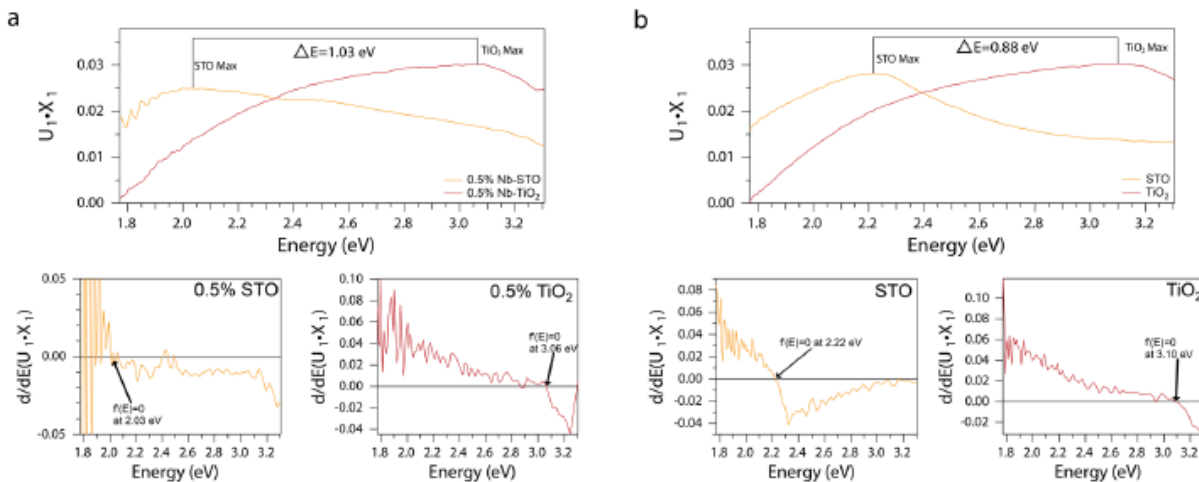 a
△E=1.03 eV
STO Max
TiO₂ Max
U₁•X₁
0.03
0.02
0.01
0.00
0.5% Nb-STO
0.5% Nb-TiO₂
1.8 2.0 2.2 2.4 2.6 2.8 3.0 3.2
Energy (eV)
d/dE(U₁•X₁)
0.05
0.00
-0.05
0.5% STO
f'(E)=0
at 2.03 eV
1.8 2.0 2.2 2.4 2.6 2.8 3.0 3.2
Energy (eV)
d/dE(U₁•X₁)
0.10
0.08
0.06
0.04
0.02
0.00
-0.02
-0.04
0.5% TiO₂
f'(E)=0
at 3.06 eV
1.8 2.0 2.2 2.4 2.6 2.8 3.0 3.2
Energy (eV)
b
△E=0.88 eV
STO Max
TiO₂ Max
U₁•X₁
0.03
0.02
0.01
0.00
STO
TiO₂
1.8 2.0 2.2 2.4 2.6 2.8 3.0 3.2
Energy (eV)
d/dE(U₁•X₁)
0.08
0.06
0.04
0.02
0.00
-0.02
-0.04
STO
f'(E)=0 at 2.22 eV
1.8 2.0 2.2 2.4 2.6 2.8 3.0 3.2
Energy (eV)
d/dE(U₁•X₁)
0.10
0.08
0.06
0.04
0.02
0.00
-0.02
TiO₂
f'(E)=0
at 3.10 eV
1.8 2.0 2.2 2.4 2.6 2.8 3.0 3.2
Energy (eV)